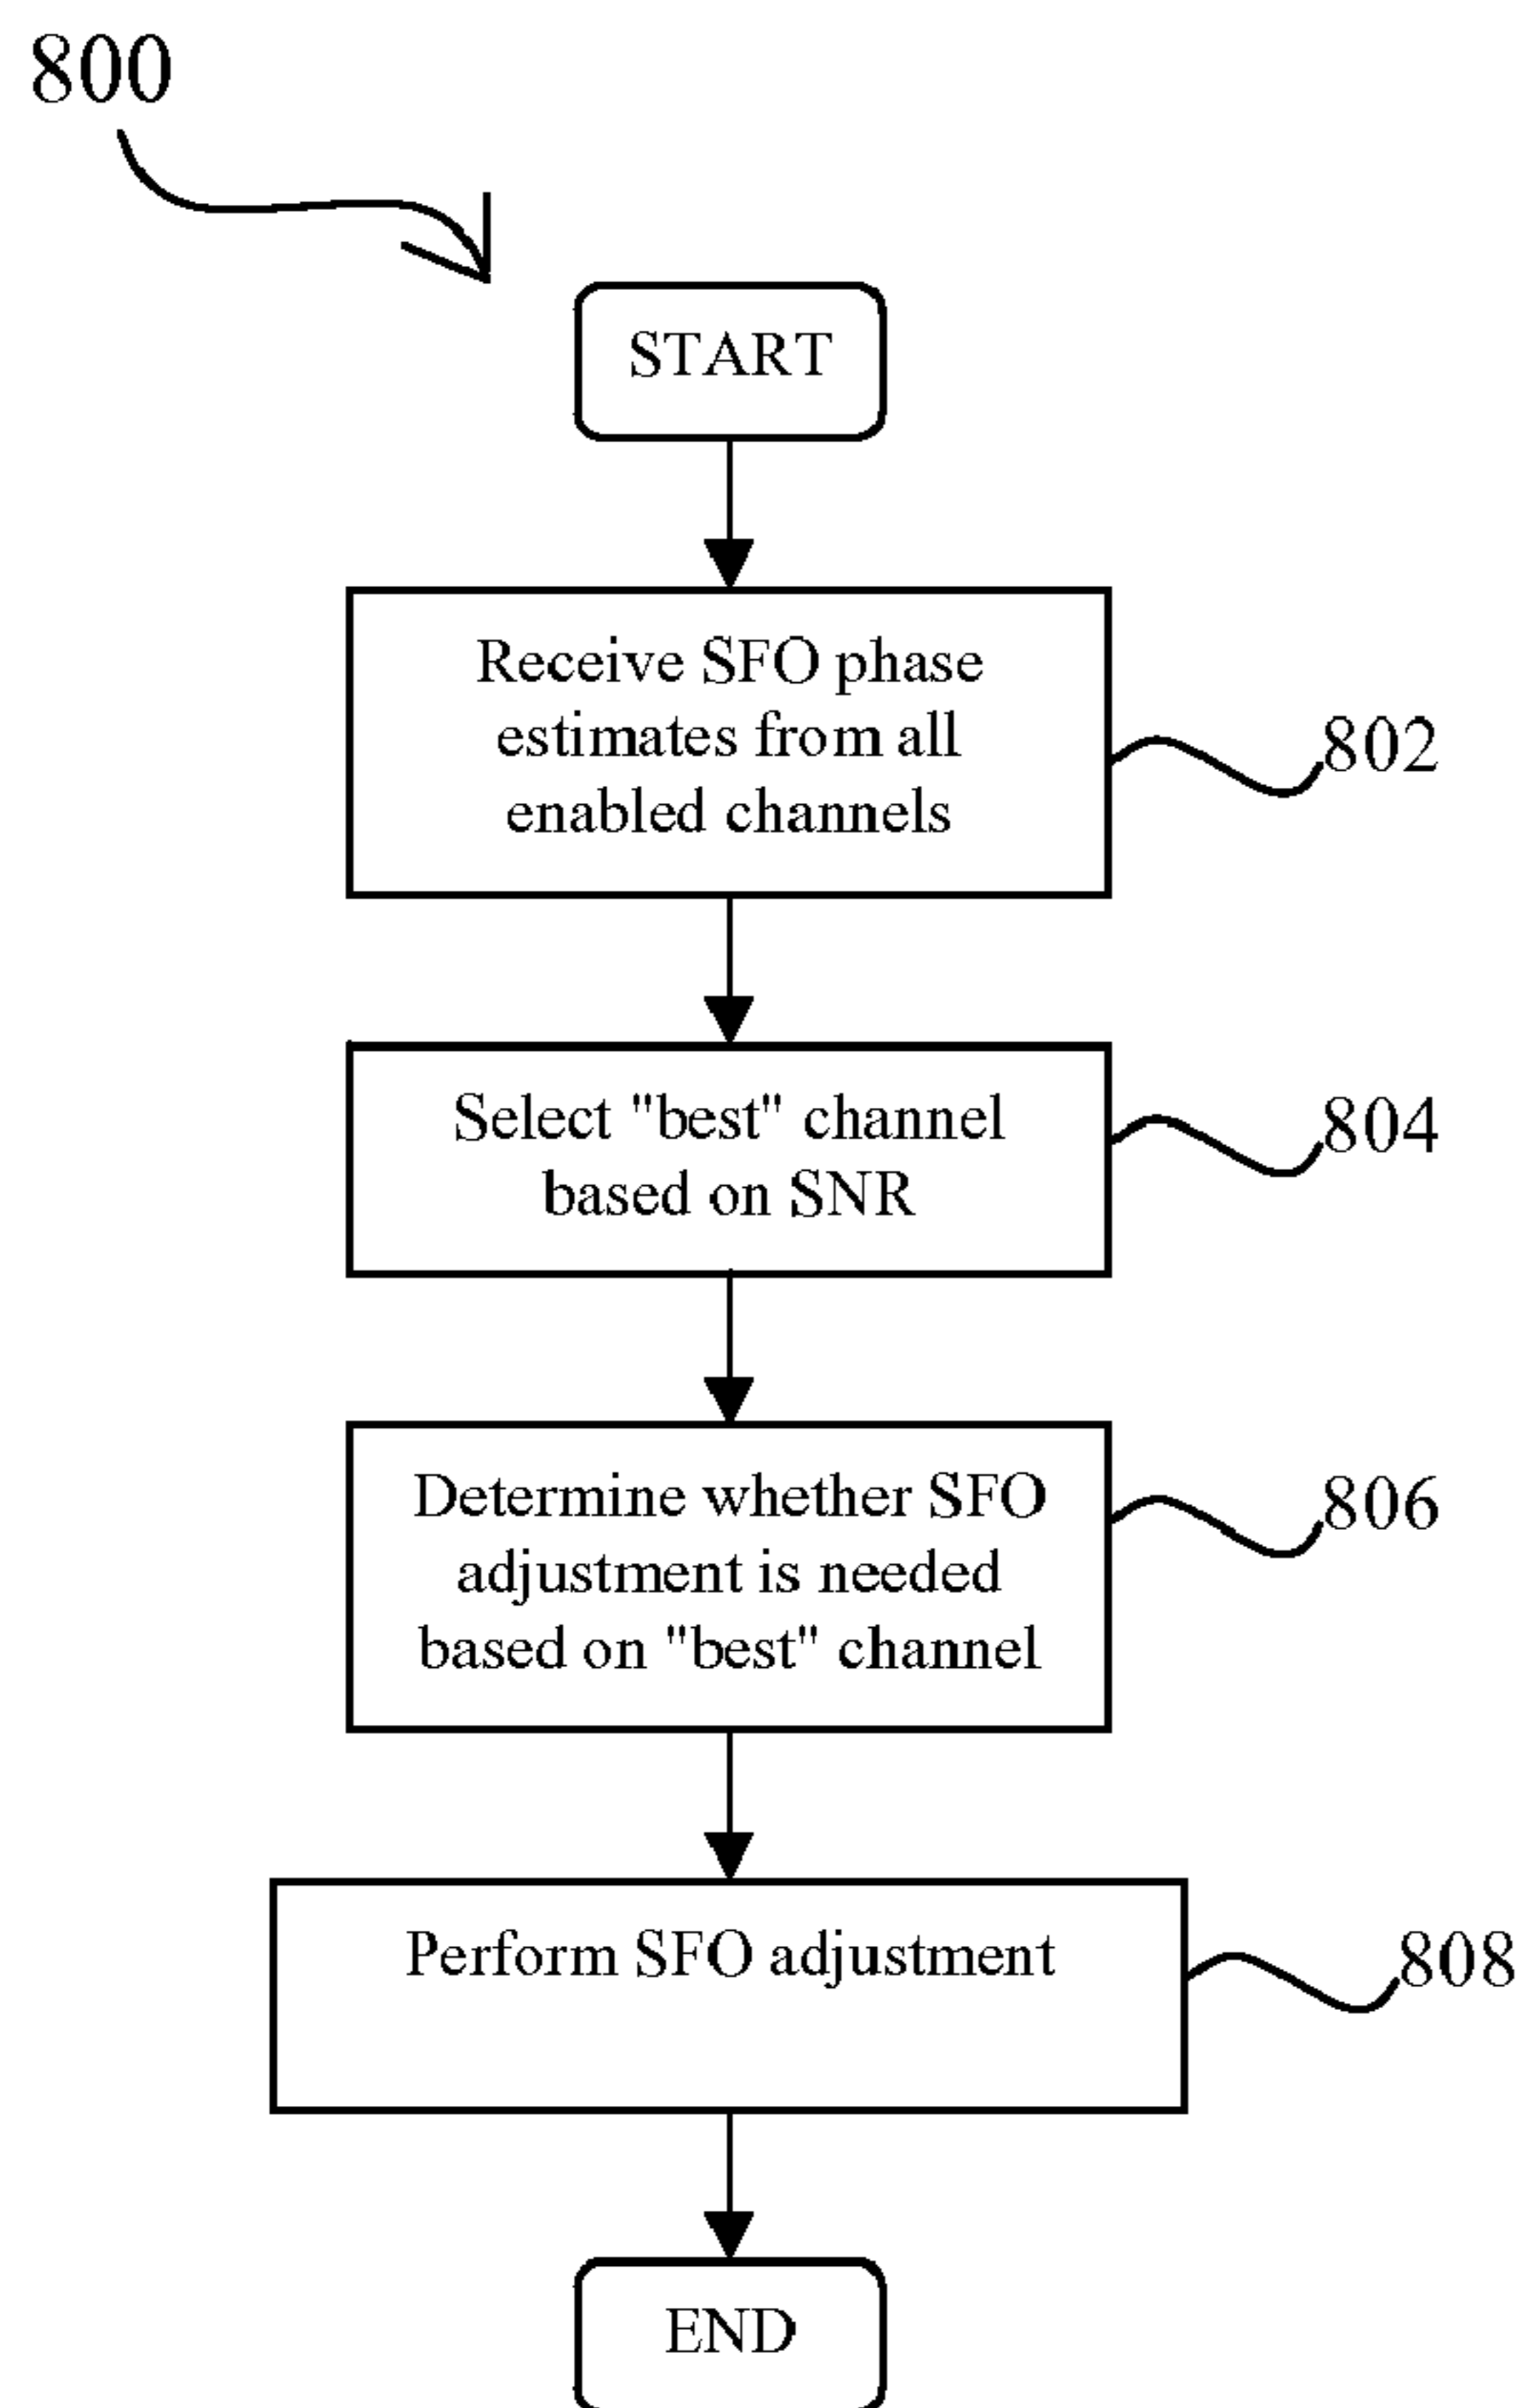 800
START
Receive SFO phase
estimates from all
enabled channels
802
Select "best" channel
based on SNR
804
Determine whether SFO
adjustment is needed
based on "best" channel
806
Perform SFO adjustment
808
END